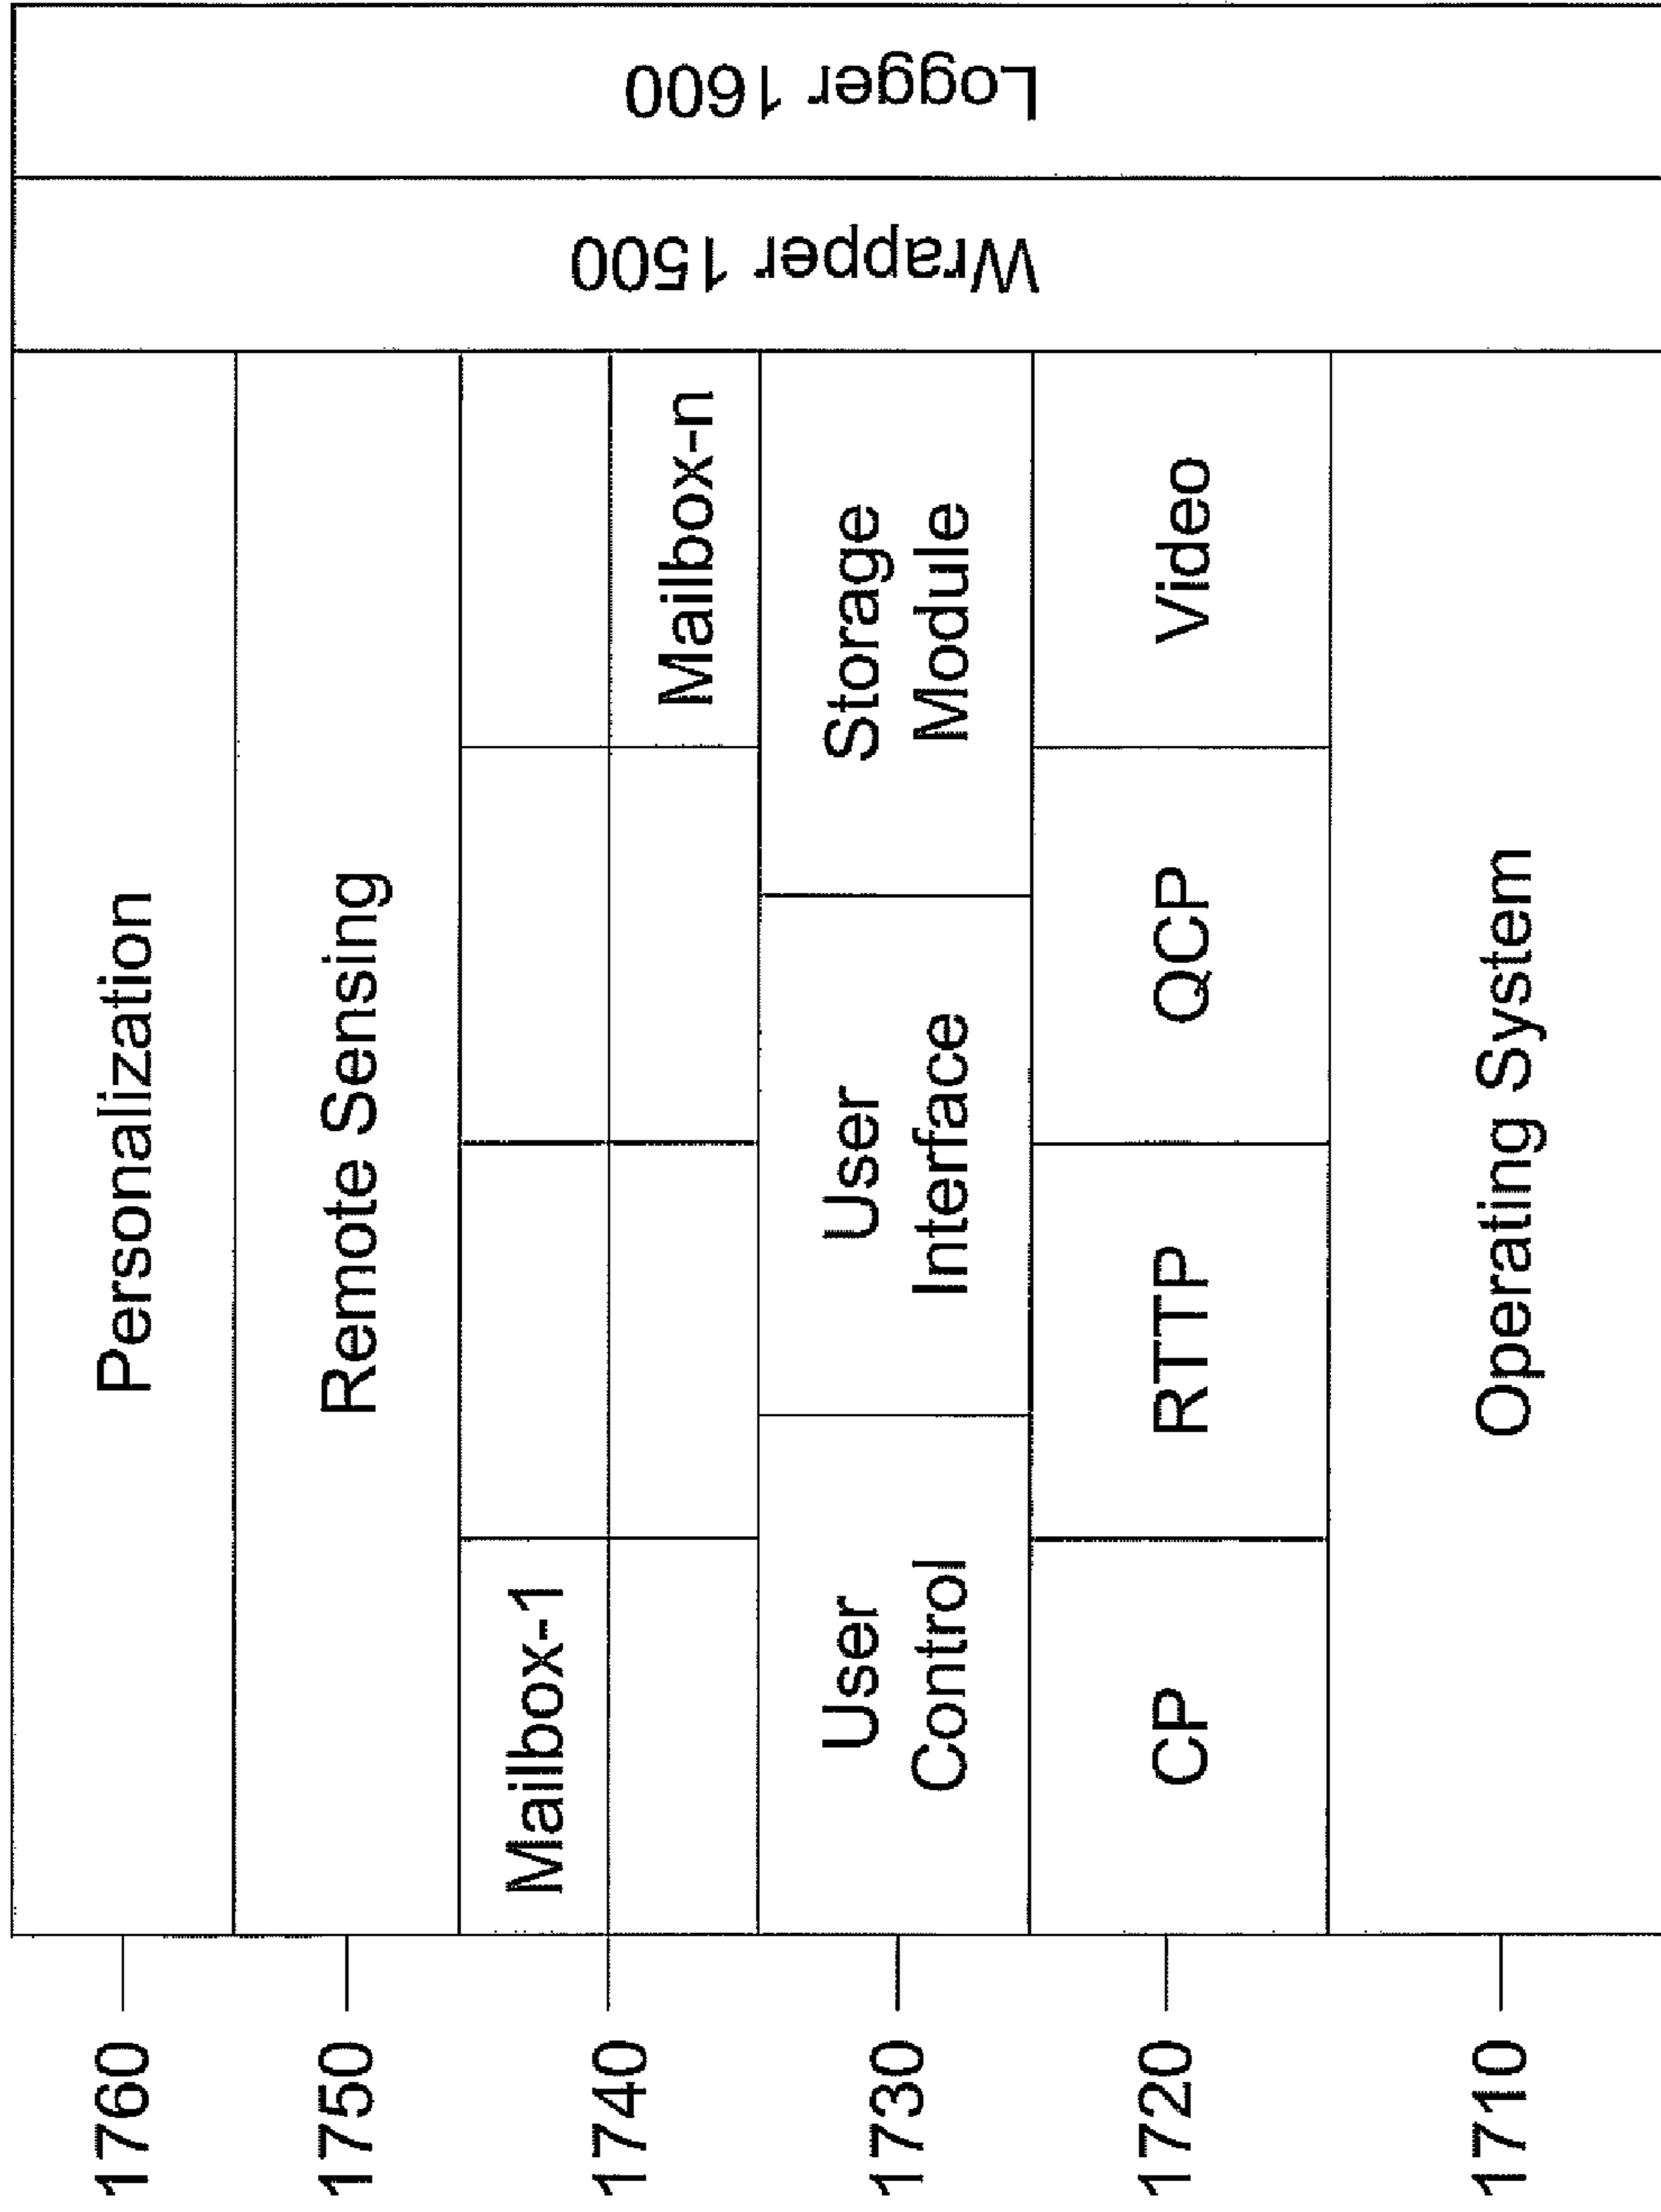 1760
Personalization
1750
Remote Sensing
1740
Mailbox-1
Mailbox-n
1730
User
Control
User
Interface
Storage
Module
1720
CP
RTTP
QCP
Video
1710
Operating System
Wrapper 1500
Logger 1600